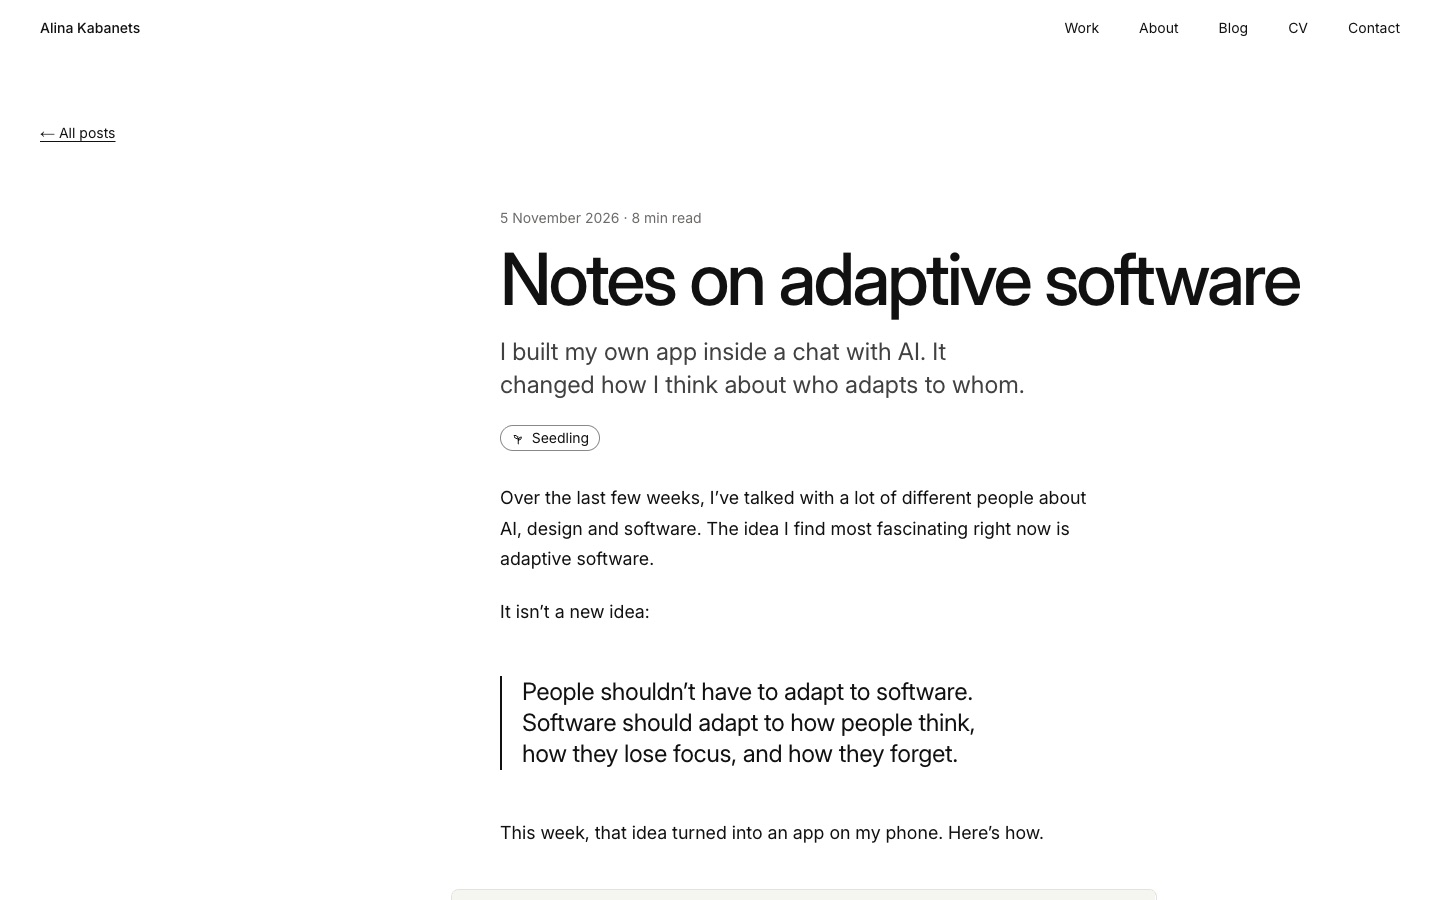 Alina Kabanets
Work About Blog CV Contact
← All posts
5 November 2026 · 8 min read
Notes on adaptive software
I built my own app inside a chat with AI. It
changed how I think about who adapts to whom.
Seedling
Over the last few weeks, I’ve talked with a lot of different people about
AI, design and software. The idea I find most fascinating right now is
adaptive software.
It isn’t a new idea:
People shouldn’t have to adapt to software.
Software should adapt to how people think,
how they lose focus, and how they forget.
This week, that idea turned into an app on my phone. Here’s how.